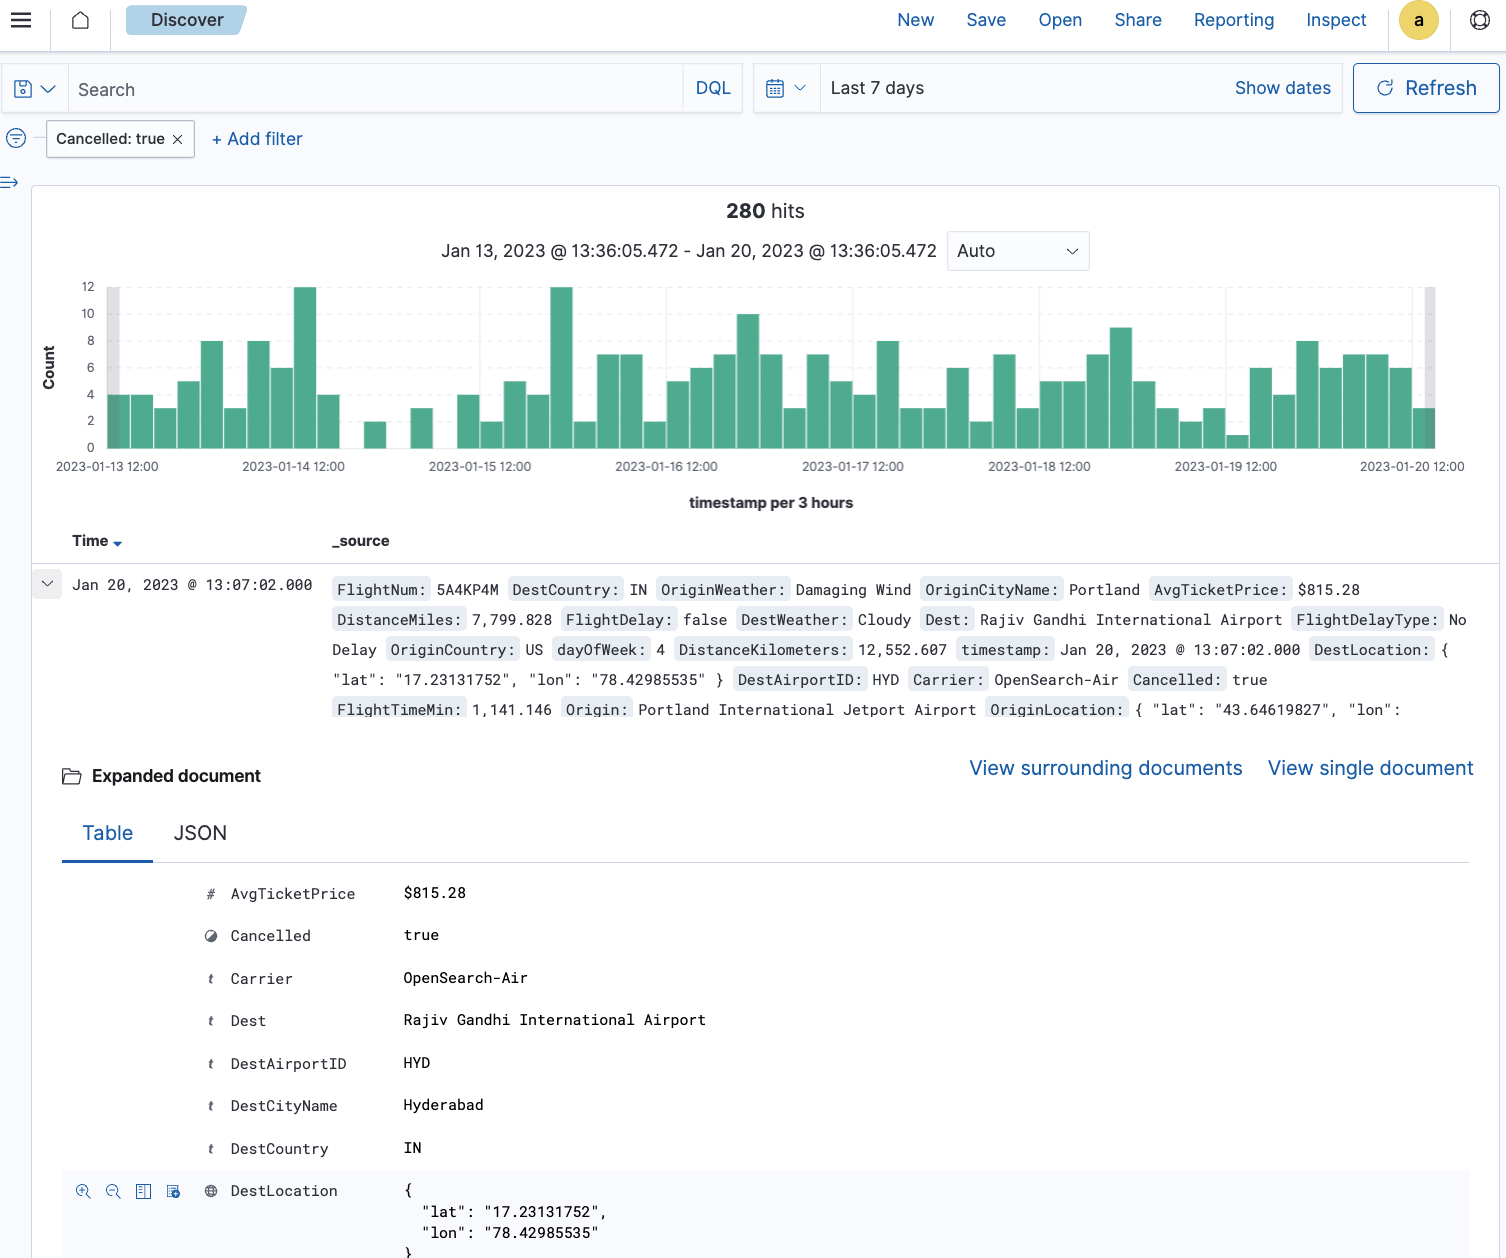 Discover New Save Open Share Reporting Inspect a
Search DQL Last 7 days Show dates Refresh
Cancelled: true × + Add filter
280 hits
Jan 13, 2023 @ 13:36:05.472 - Jan 20, 2023 @ 13:36:05.472 Auto
12
10
8
6
4
2
0
Count
2023-01-13 12:00 2023-01-14 12:00 2023-01-15 12:00 2023-01-16 12:00 2023-01-17 12:00 2023-01-18 12:00 2023-01-19 12:00 2023-01-20 12:00
timestamp per 3 hours
Time _source
Jan 20, 2023 @ 13:07:02.000 FlightNum: 5A4KP4M DestCountry: IN OriginWeather: Damaging Wind OriginCityName: Portland AvgTicketPrice: $815.28
DistanceMiles: 7,799.828 FlightDelay: false DestWeather: Cloudy Dest: Rajiv Gandhi International Airport FlightDelayType: No
Delay OriginCountry: US dayOfWeek: 4 DistanceKilometers: 12,552.607 timestamp: Jan 20, 2023 @ 13:07:02.000 DestLocation: {
"lat": "17.23131752", "lon": "78.42985535" } DestAirportID: HYD Carrier: OpenSearch-Air Cancelled: true
FlightTimeMin: 1,141.146 Origin: Portland International Jetport Airport OriginLocation: { "lat": "43.64619827", "lon":
Expanded document View surrounding documents View single document
Table JSON
# AvgTicketPrice $815.28
Cancelled true
t Carrier OpenSearch-Air
t Dest Rajiv Gandhi International Airport
t DestAirportID HYD
t DestCityName Hyderabad
t DestCountry IN
DestLocation {
"lat": "17.23131752",
"lon": "78.42985535"
}